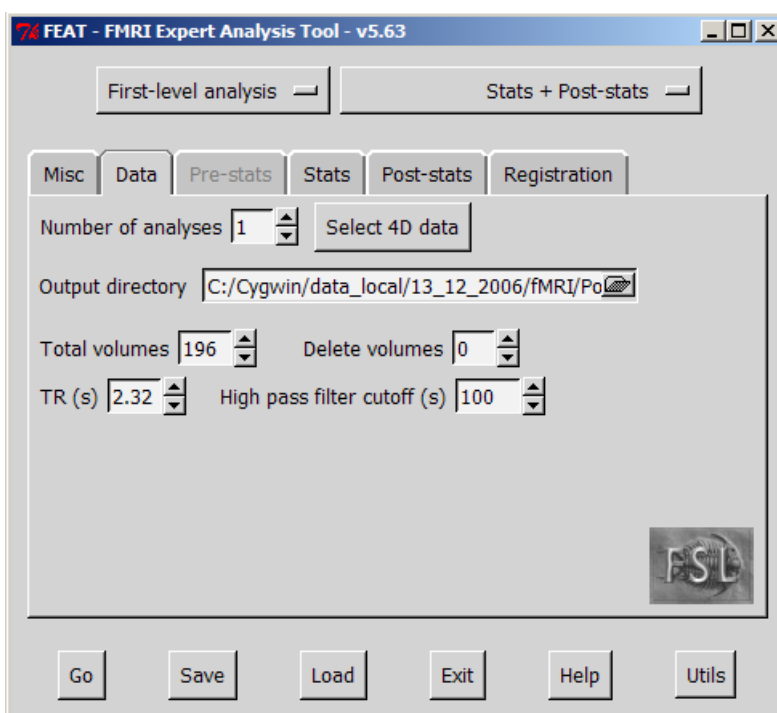 FEAT - FMRI Expert Analysis Tool - v5.63
First-level analysis Stats + Post-stats
Misc Data Pre-stats Stats Post-stats Registration
Number of analyses 1 Select 4D data
Output directory C:/Cygwin/data_local/13_12_2006/fMRI/Po
Total volumes 196 Delete volumes 0
TR (s) 2.32 High pass filter cutoff (s) 100
FSL
Go Save Load Exit Help Utils